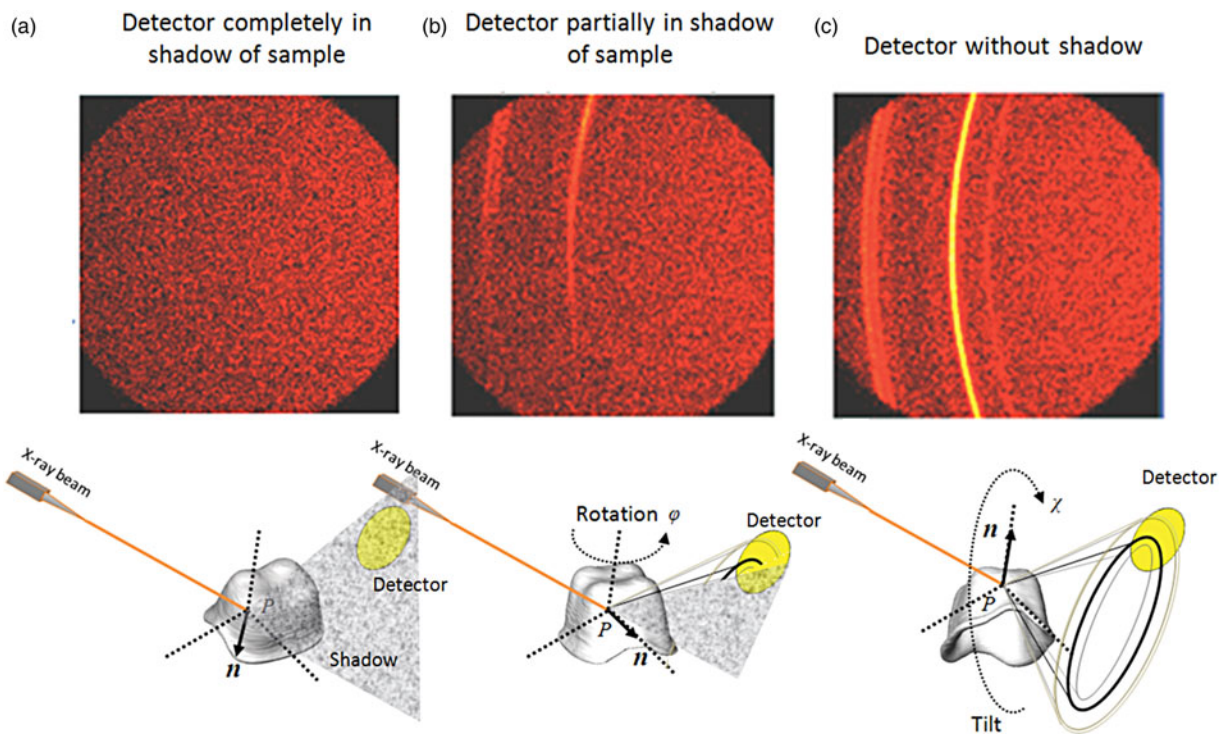 (a)
Detector completely in
shadow of sample
(b)
Detector partially in shadow
of sample
(c)
Detector without shadow
X-ray beam
P
n
Detector
Shadow
X-ray beam
Rotation φ
Detector
P
n
X-ray beam
n
χ
Detector
P
Tilt